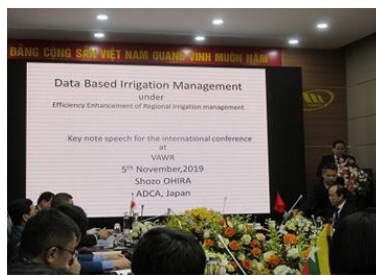 ĐẢNG CỘNG SẢN VIỆT NAM QUANG VINH MUÔN NĂM
Data Based Irrigation Management
under
Efficiency Enhancement of Regional Irrigation management
Key note speech for the international conference
at
VAWR
5th November,2019
Shozo OHIRA
ADCA, Japan